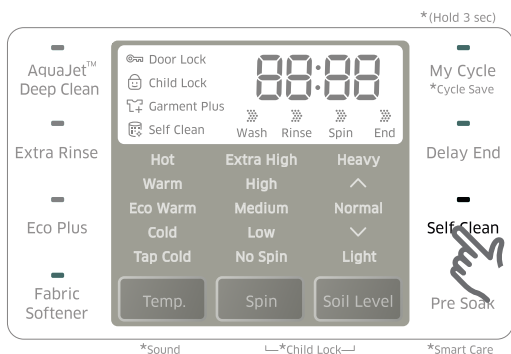 *(Hold 3 sec)
AquaJet™
Deep Clean
Extra Rinse
Eco Plus
Fabric
Softener
Door Lock
Child Lock
Garment Plus
Self Clean
88:88
Wash Rinse Spin End
Hot Extra High Heavy
Warm High
Eco Warm Medium Normal
Cold Low
Tap Cold No Spin Light
Temp. Spin Soil Level
My Cycle
*Cycle Save
Delay End
Self Clean
Pre Soak
*Sound *Child Lock *Smart Care